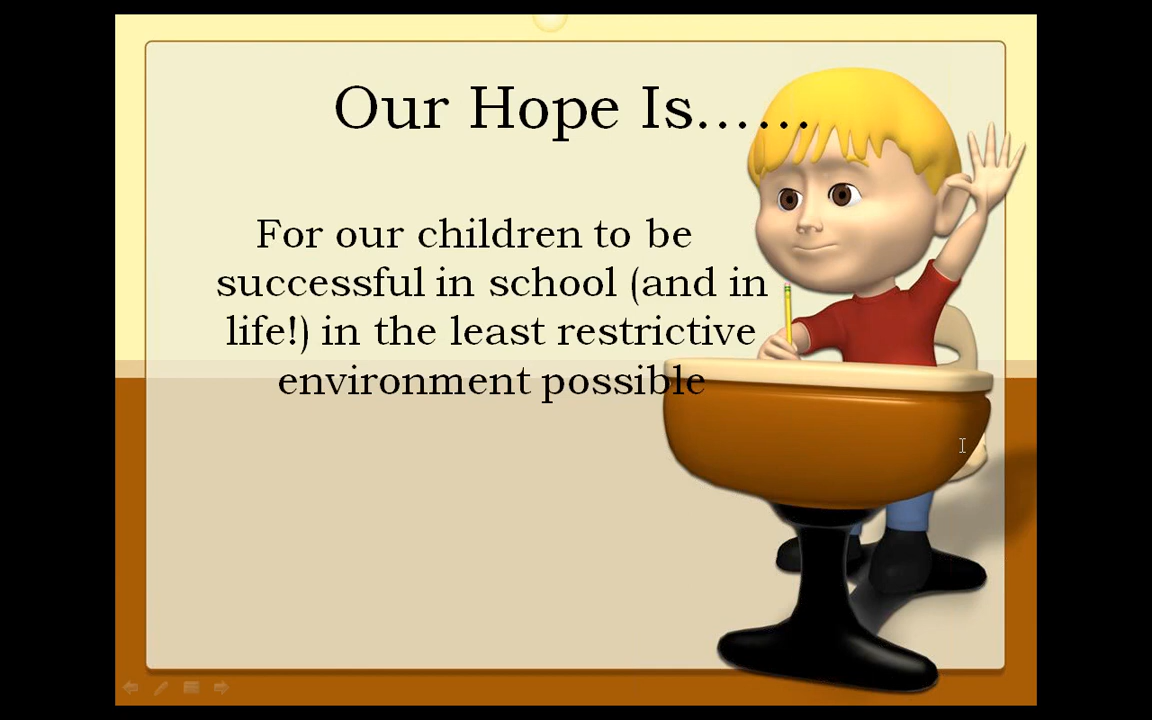 Our Hope Is......
For our children to be
successful in school (and in
life!) in the least restrictive
environment possible